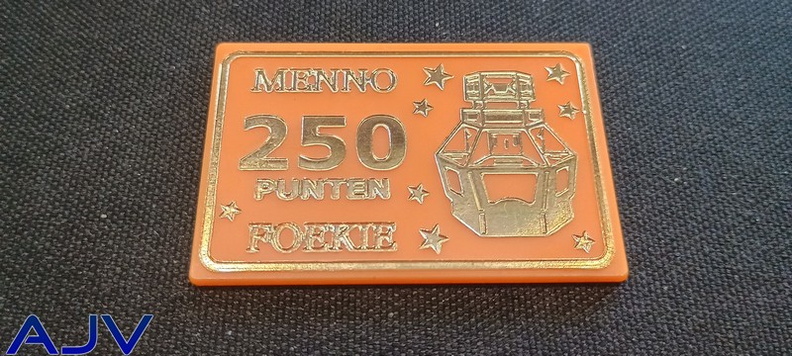 MENNO
250
PUNTEN
FOEKIE
AJV